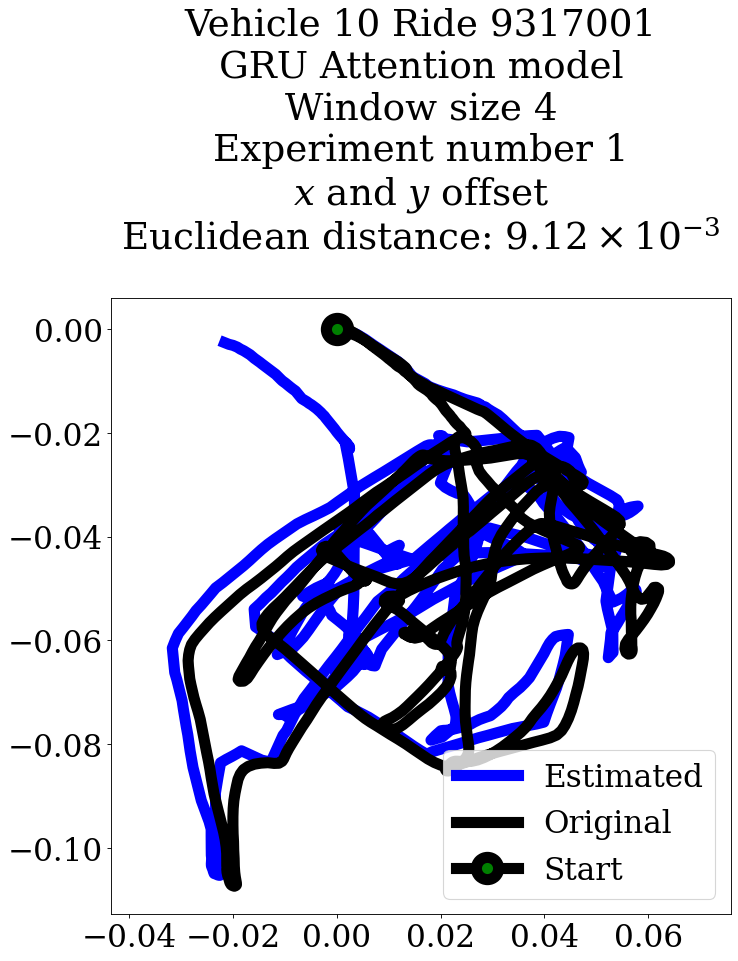 Vehicle 10 Ride 9317001
GRU Attention model
Window size 4
Experiment number 1
x and y offset
Euclidean distance: 9.12 × 10⁻³
0.00
−0.02
−0.04
−0.06
−0.08
−0.10
Estimated
Original
Start
−0.04 −0.02 0.00 0.02 0.04 0.06